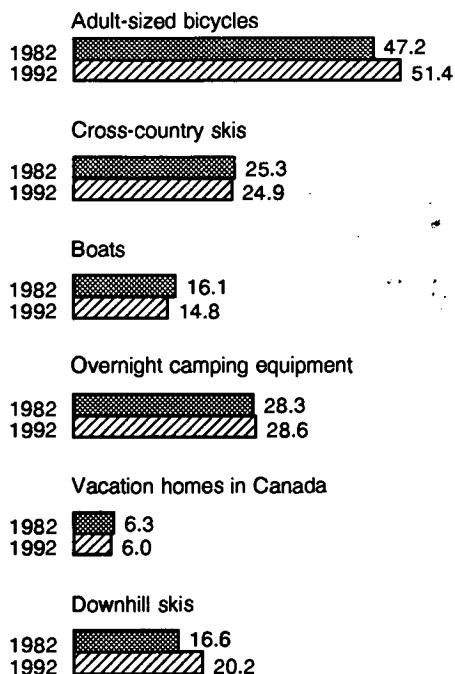 Adult-sized bicycles
1982 47.2
1992 51.4
Cross-country skis
1982 25.3
1992 24.9
Boats
1982 16.1
1992 14.8
Overnight camping equipment
1982 28.3
1992 28.6
Vacation homes in Canada
1982 6.3
1992 6.0
Downhill skis
1982 16.6
1992 20.2